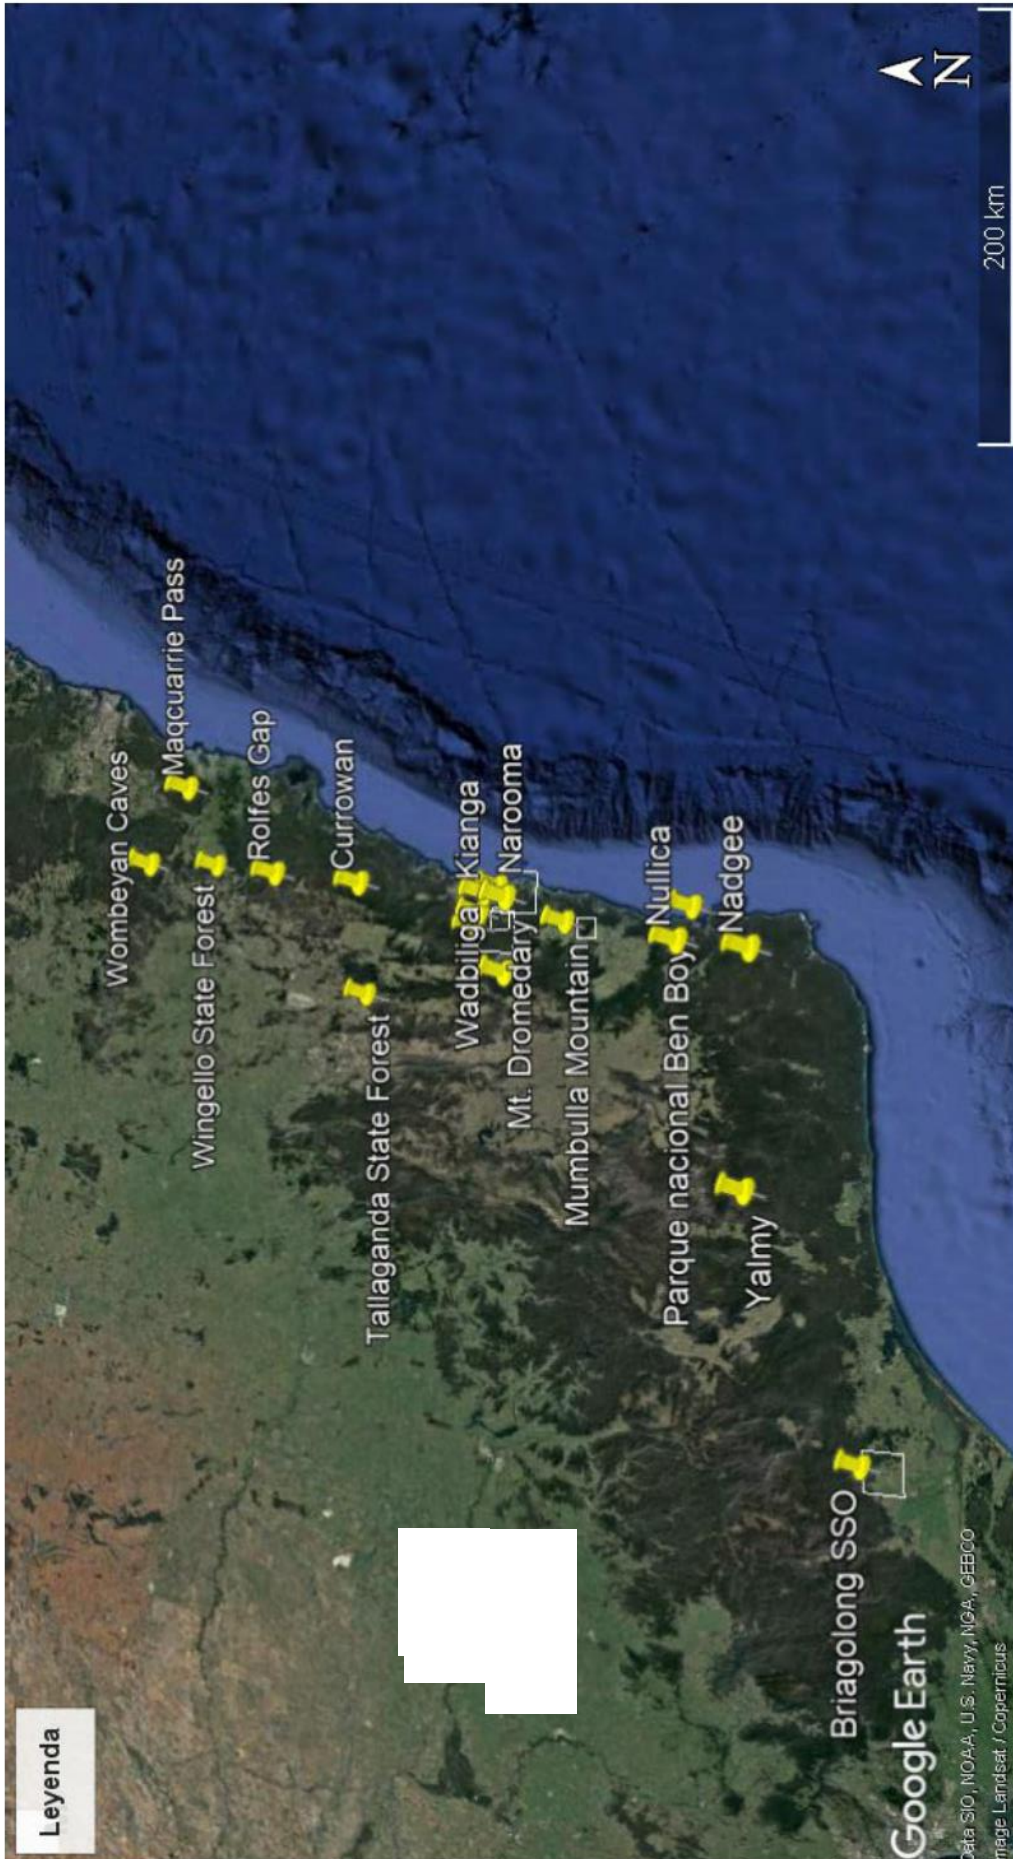 Leyenda
Wombeyan Caves
Maqcuarrie Pass
Wingello State Forest
Rolfes Gap
Currowan
Tallaganda State Forest
Wadbiliga
Kianga
Narooma
Mt. Dromedary
Mumbulla Mountain
Nullica
Parque nacional Ben Boy
Nadgee
Yalmy
Briagolong SSO
Google Earth
Data SIO, NOAA, U.S. Navy, NGA, GEBCO
mage Landsat / Copernicus
N
200 km